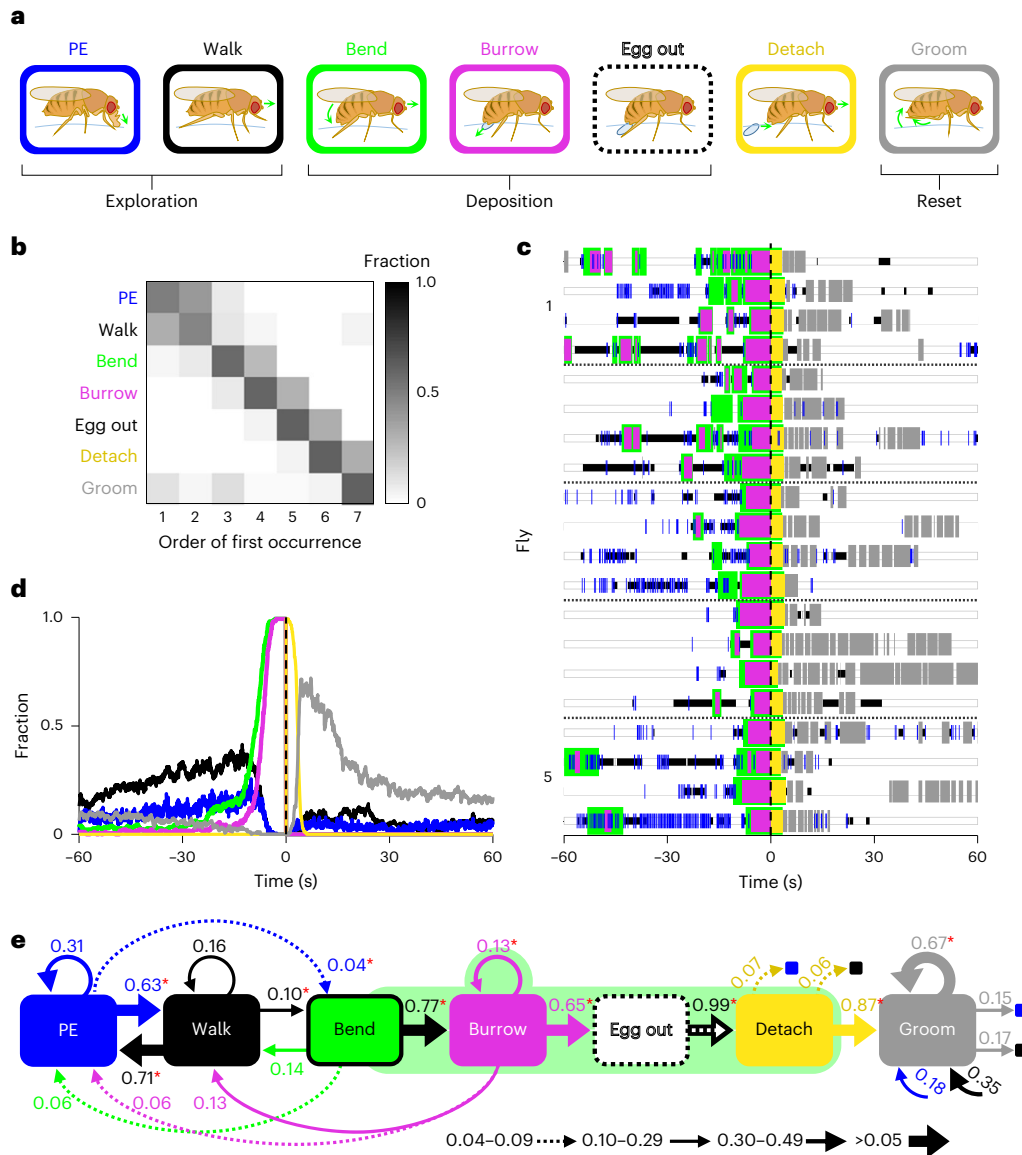 a
PE Walk Bend Burrow Egg out Detach Groom
Exploration Deposition Reset
b
Fraction
1.0
0.5
0
PE
Walk
Bend
Burrow
Egg out
Detach
Groom
1 2 3 4 5 6 7
Order of first occurrence
c
1
Fly
5
–60 –30 0 30 60
Time (s)
d
1.0
0.5
0
Fraction
–60 –30 0 30 60
Time (s)
e
0.31 0.63* 0.16 0.04* 0.10* 0.77* 0.13* 0.65* 0.99* 0.07 0.06 0.87* 0.67* 0.15
PE Walk Bend Burrow Egg out Detach Groom
0.71* 0.14 0.17
0.06 0.06 0.13 0.18 0.35
0.04–0.09 0.10–0.29 0.30–0.49 >0.05